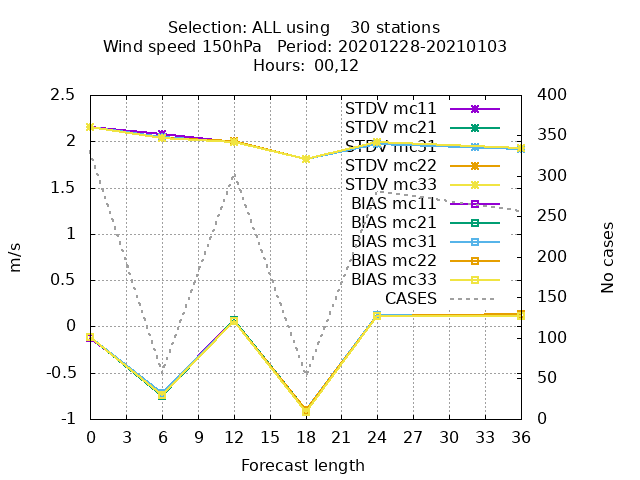 Selection: ALL using    30 stations
Wind speed 150hPa   Period: 20201228-20210103
Hours:  00,12
2.5
2
1.5
1
0.5
0
-0.5
-1
m/s
400
350
300
250
200
150
100
50
0
No cases
STDV mc11
STDV mc21
STDV mc31
STDV mc22
STDV mc33
BIAS mc11
BIAS mc21
BIAS mc31
BIAS mc22
BIAS mc33
CASES
0 3 6 9 12 15 18 21 24 27 30 33 36
Forecast length